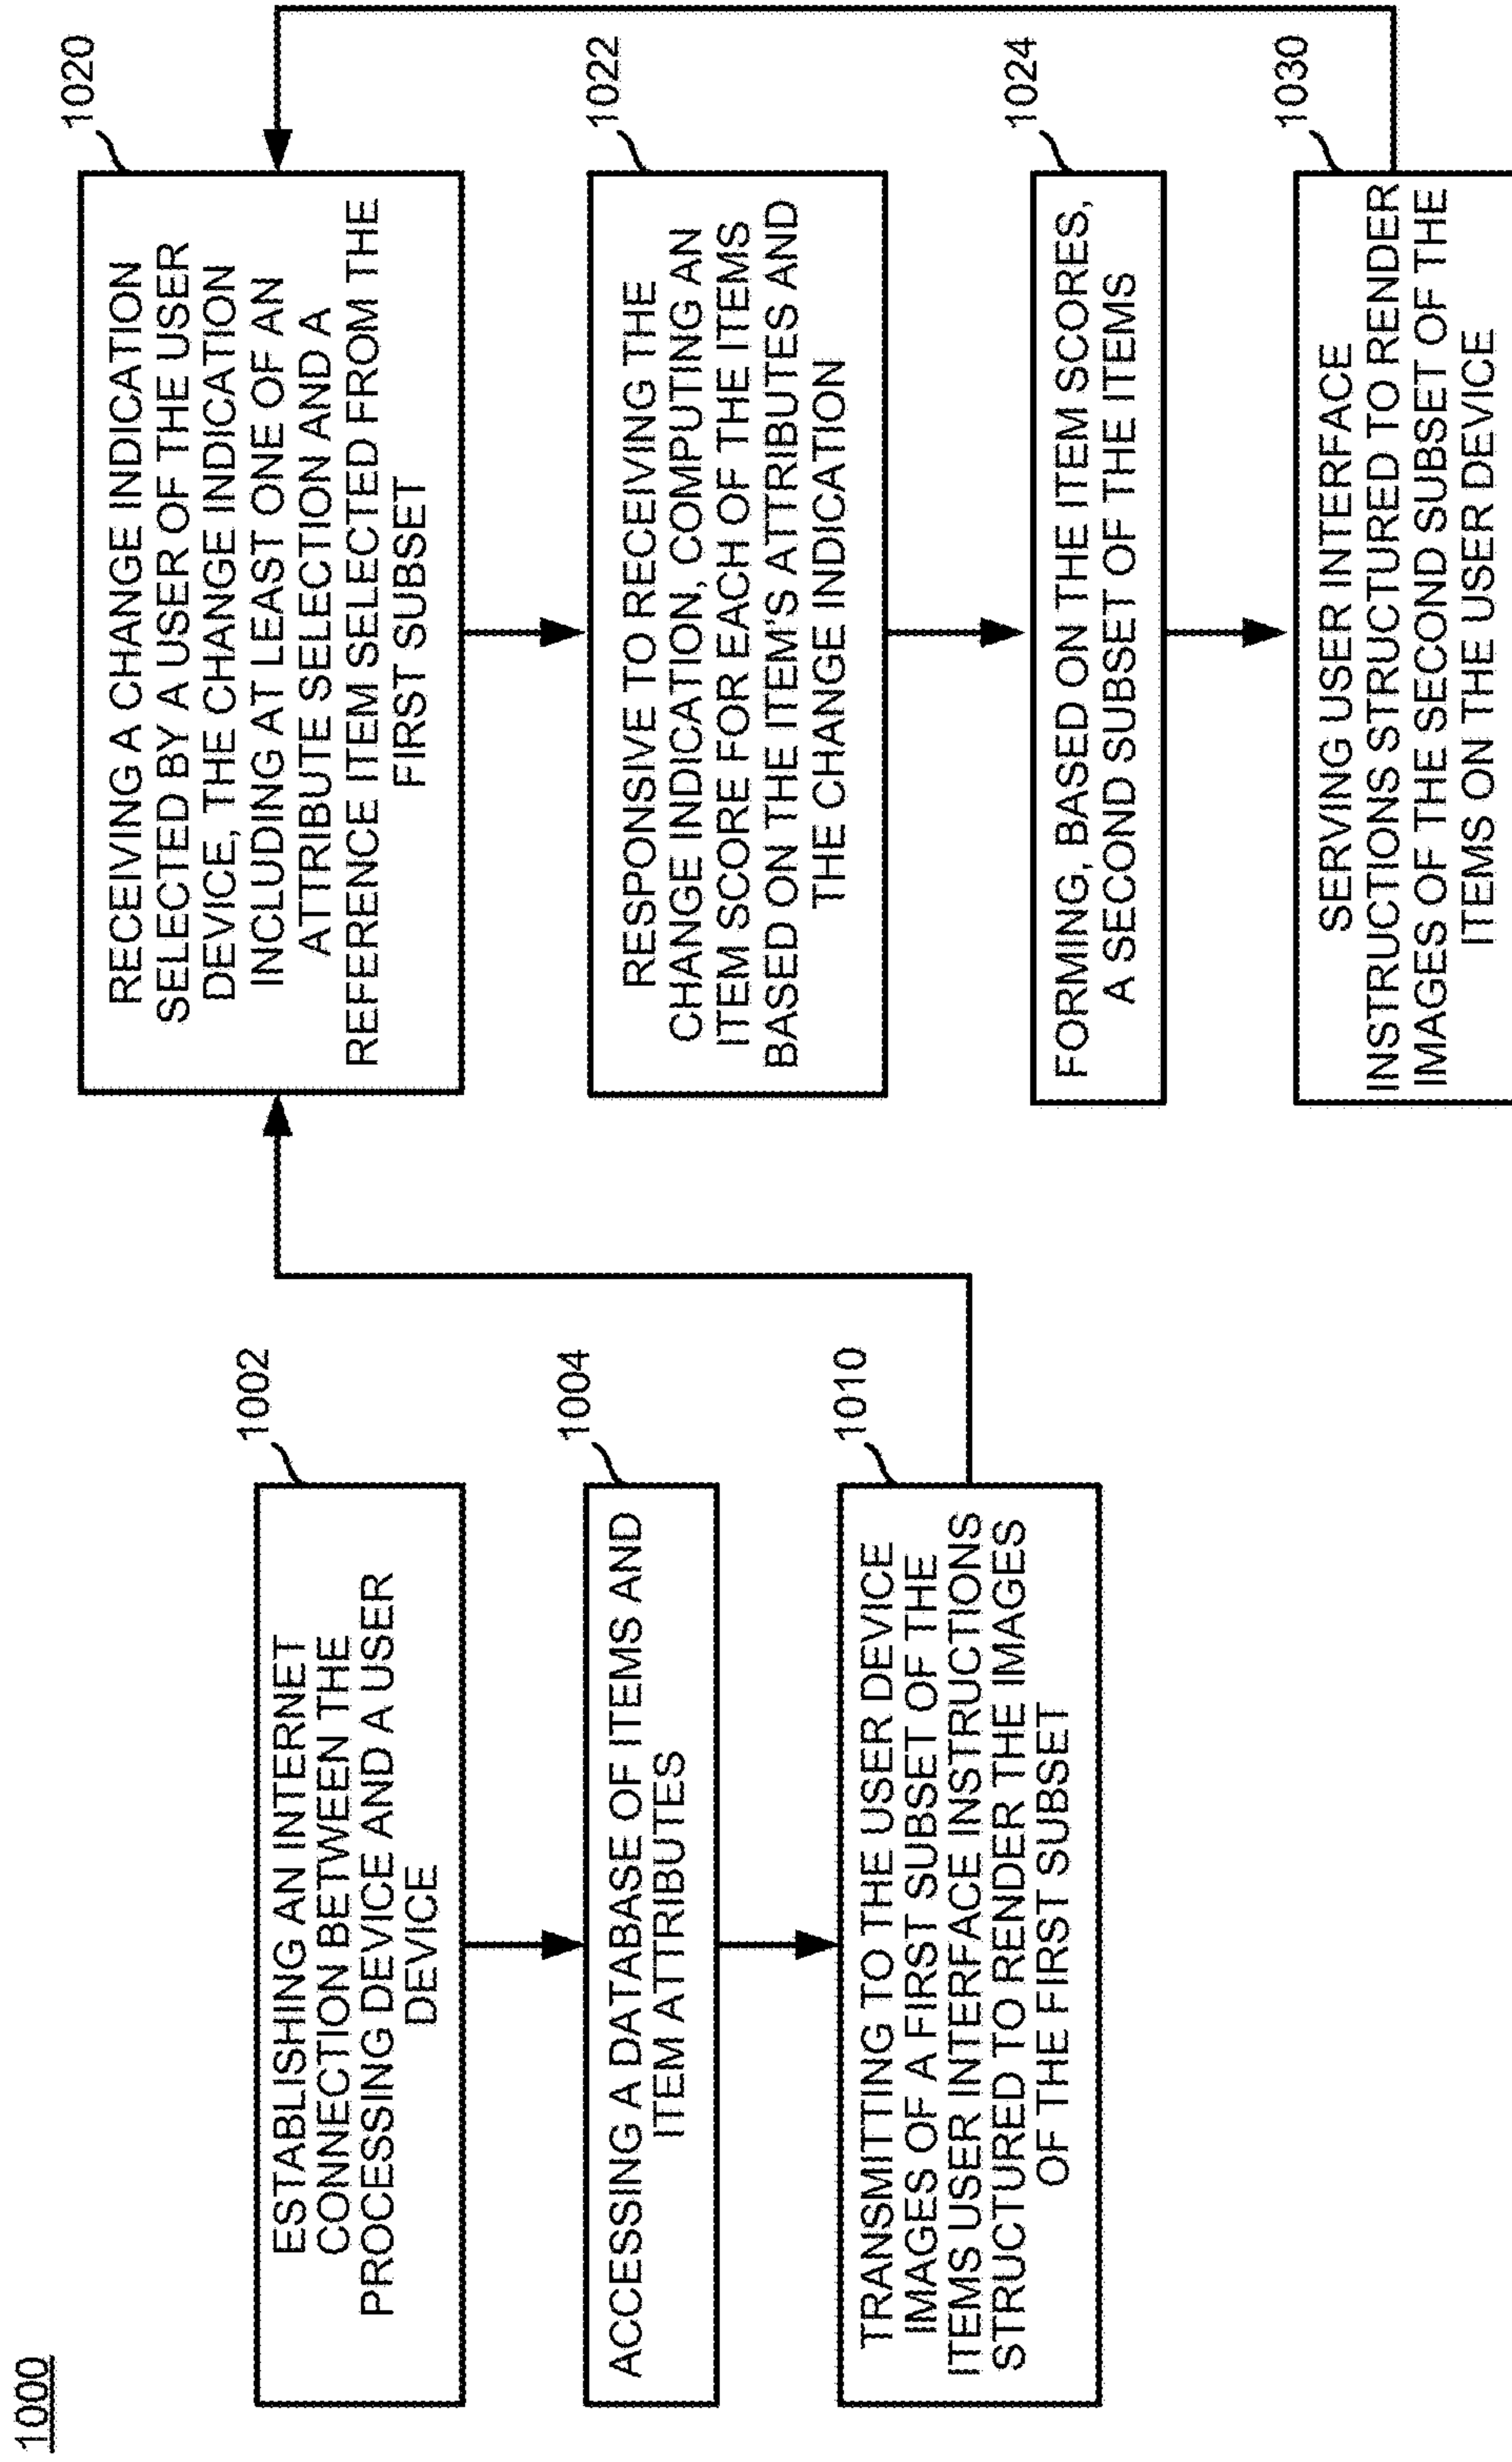 1000
1002
ESTABLISHING AN INTERNET
CONNECTION BETWEEN THE
PROCESSING DEVICE AND A USER
DEVICE
1004
ACCESSING A DATABASE OF ITEMS AND
ITEM ATTRIBUTES
1010
TRANSMITTING TO THE USER DEVICE
IMAGES OF A FIRST SUBSET OF THE
ITEMS USER INTERFACE INSTRUCTIONS
STRUCTURED TO RENDER THE IMAGES
OF THE FIRST SUBSET
1020
RECEIVING A CHANGE INDICATION
SELECTED BY A USER OF THE USER
DEVICE, THE CHANGE INDICATION
INCLUDING AT LEAST ONE OF AN
ATTRIBUTE SELECTION AND A
REFERENCE ITEM SELECTED FROM THE
FIRST SUBSET
1022
RESPONSIVE TO RECEIVING THE
CHANGE INDICATION, COMPUTING AN
ITEM SCORE FOR EACH OF THE ITEMS
BASED ON THE ITEM'S ATTRIBUTES AND
THE CHANGE INDICATION
1024
FORMING, BASED ON THE ITEM SCORES,
A SECOND SUBSET OF THE ITEMS
1030
SERVING USER INTERFACE
INSTRUCTIONS STRUCTURED TO RENDER
IMAGES OF THE SECOND SUBSET OF THE
ITEMS ON THE USER DEVICE